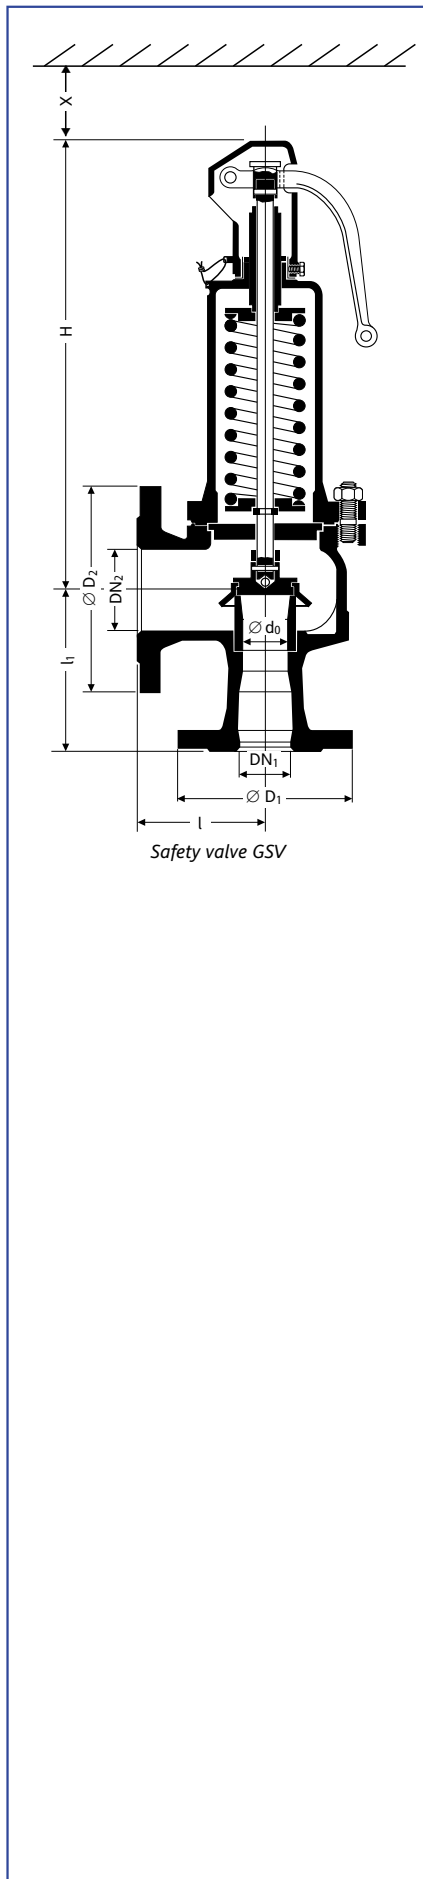 X
H
Ø D₂
DN₂
l₁
Ø d₀
DN₁
Ø D₁
l
Safety valve GSV